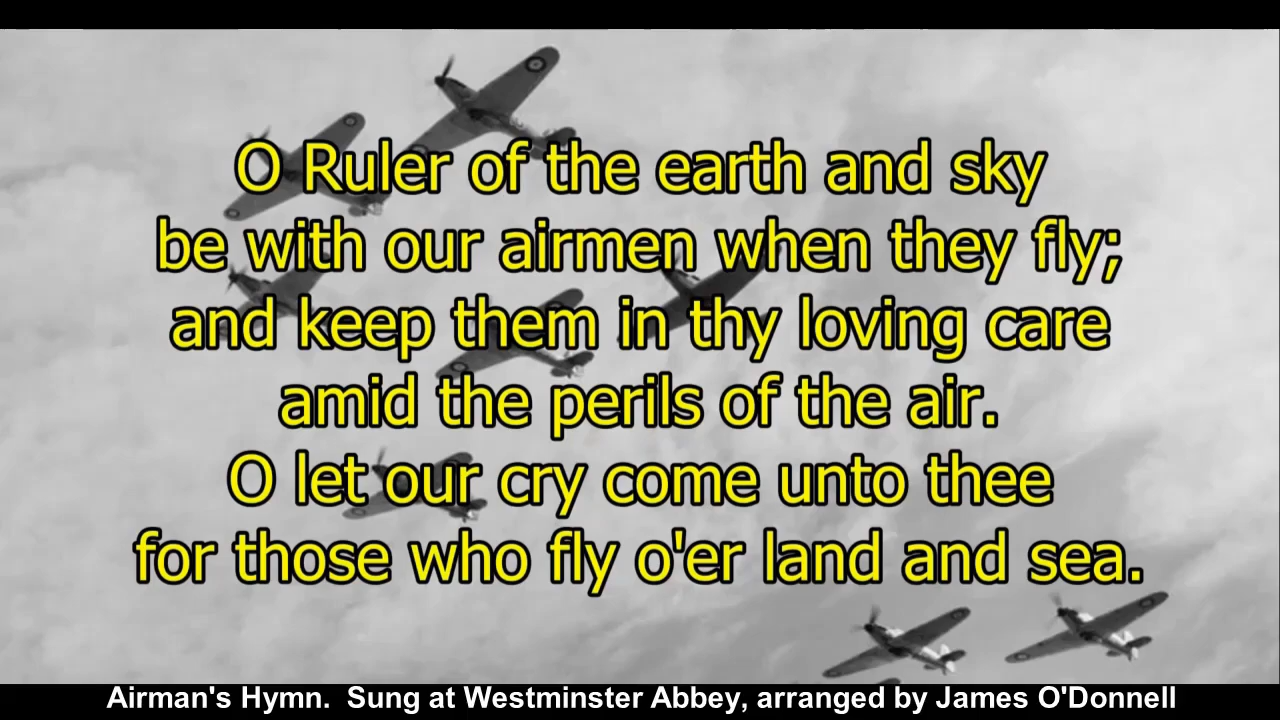 O Ruler of the earth and sky
be with our airmen when they fly;
and keep them in thy loving care
amid the perils of the air.
O let our cry come unto thee
for those who fly o'er land and sea.
Airman's Hymn.  Sung at Westminster Abbey, arranged by James O'Donnell